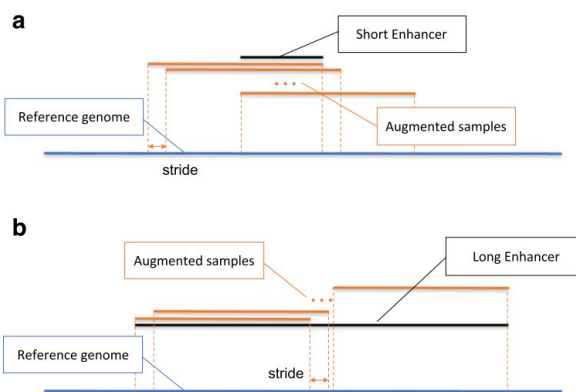 a
Short Enhancer
Reference genome
Augmented samples
stride
b
Augmented samples
Long Enhancer
Reference genome
stride